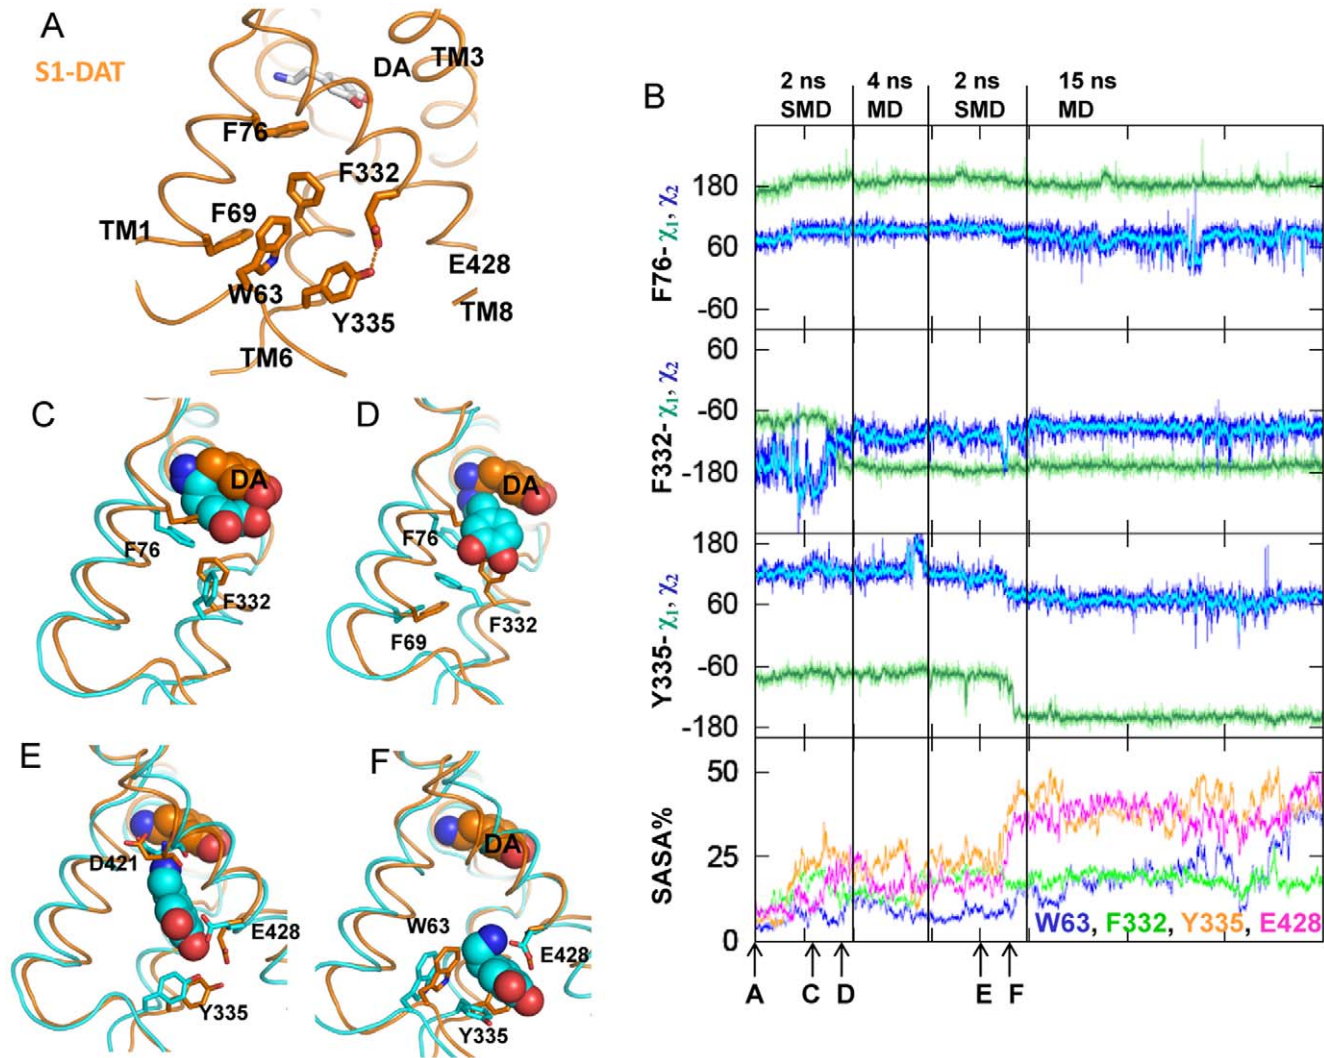 A
S1-DAT
DA
TM3
F76
F332
F69
TM1
E428
W63
Y335
TM8
TM6
B
2 ns SMD
4 ns MD
2 ns SMD
15 ns MD
F76- χ1, χ2
180
60
-60
F332- χ1, χ2
60
-60
-180
Y335- χ1, χ2
180
60
-60
-180
SASA%
50
25
0
W63, F332, Y335, E428
A
C
D
E
F
C
DA
F76
F332
D
DA
F76
F69
F332
E
D421
E428
Y335
F
DA
W63
E428
Y335